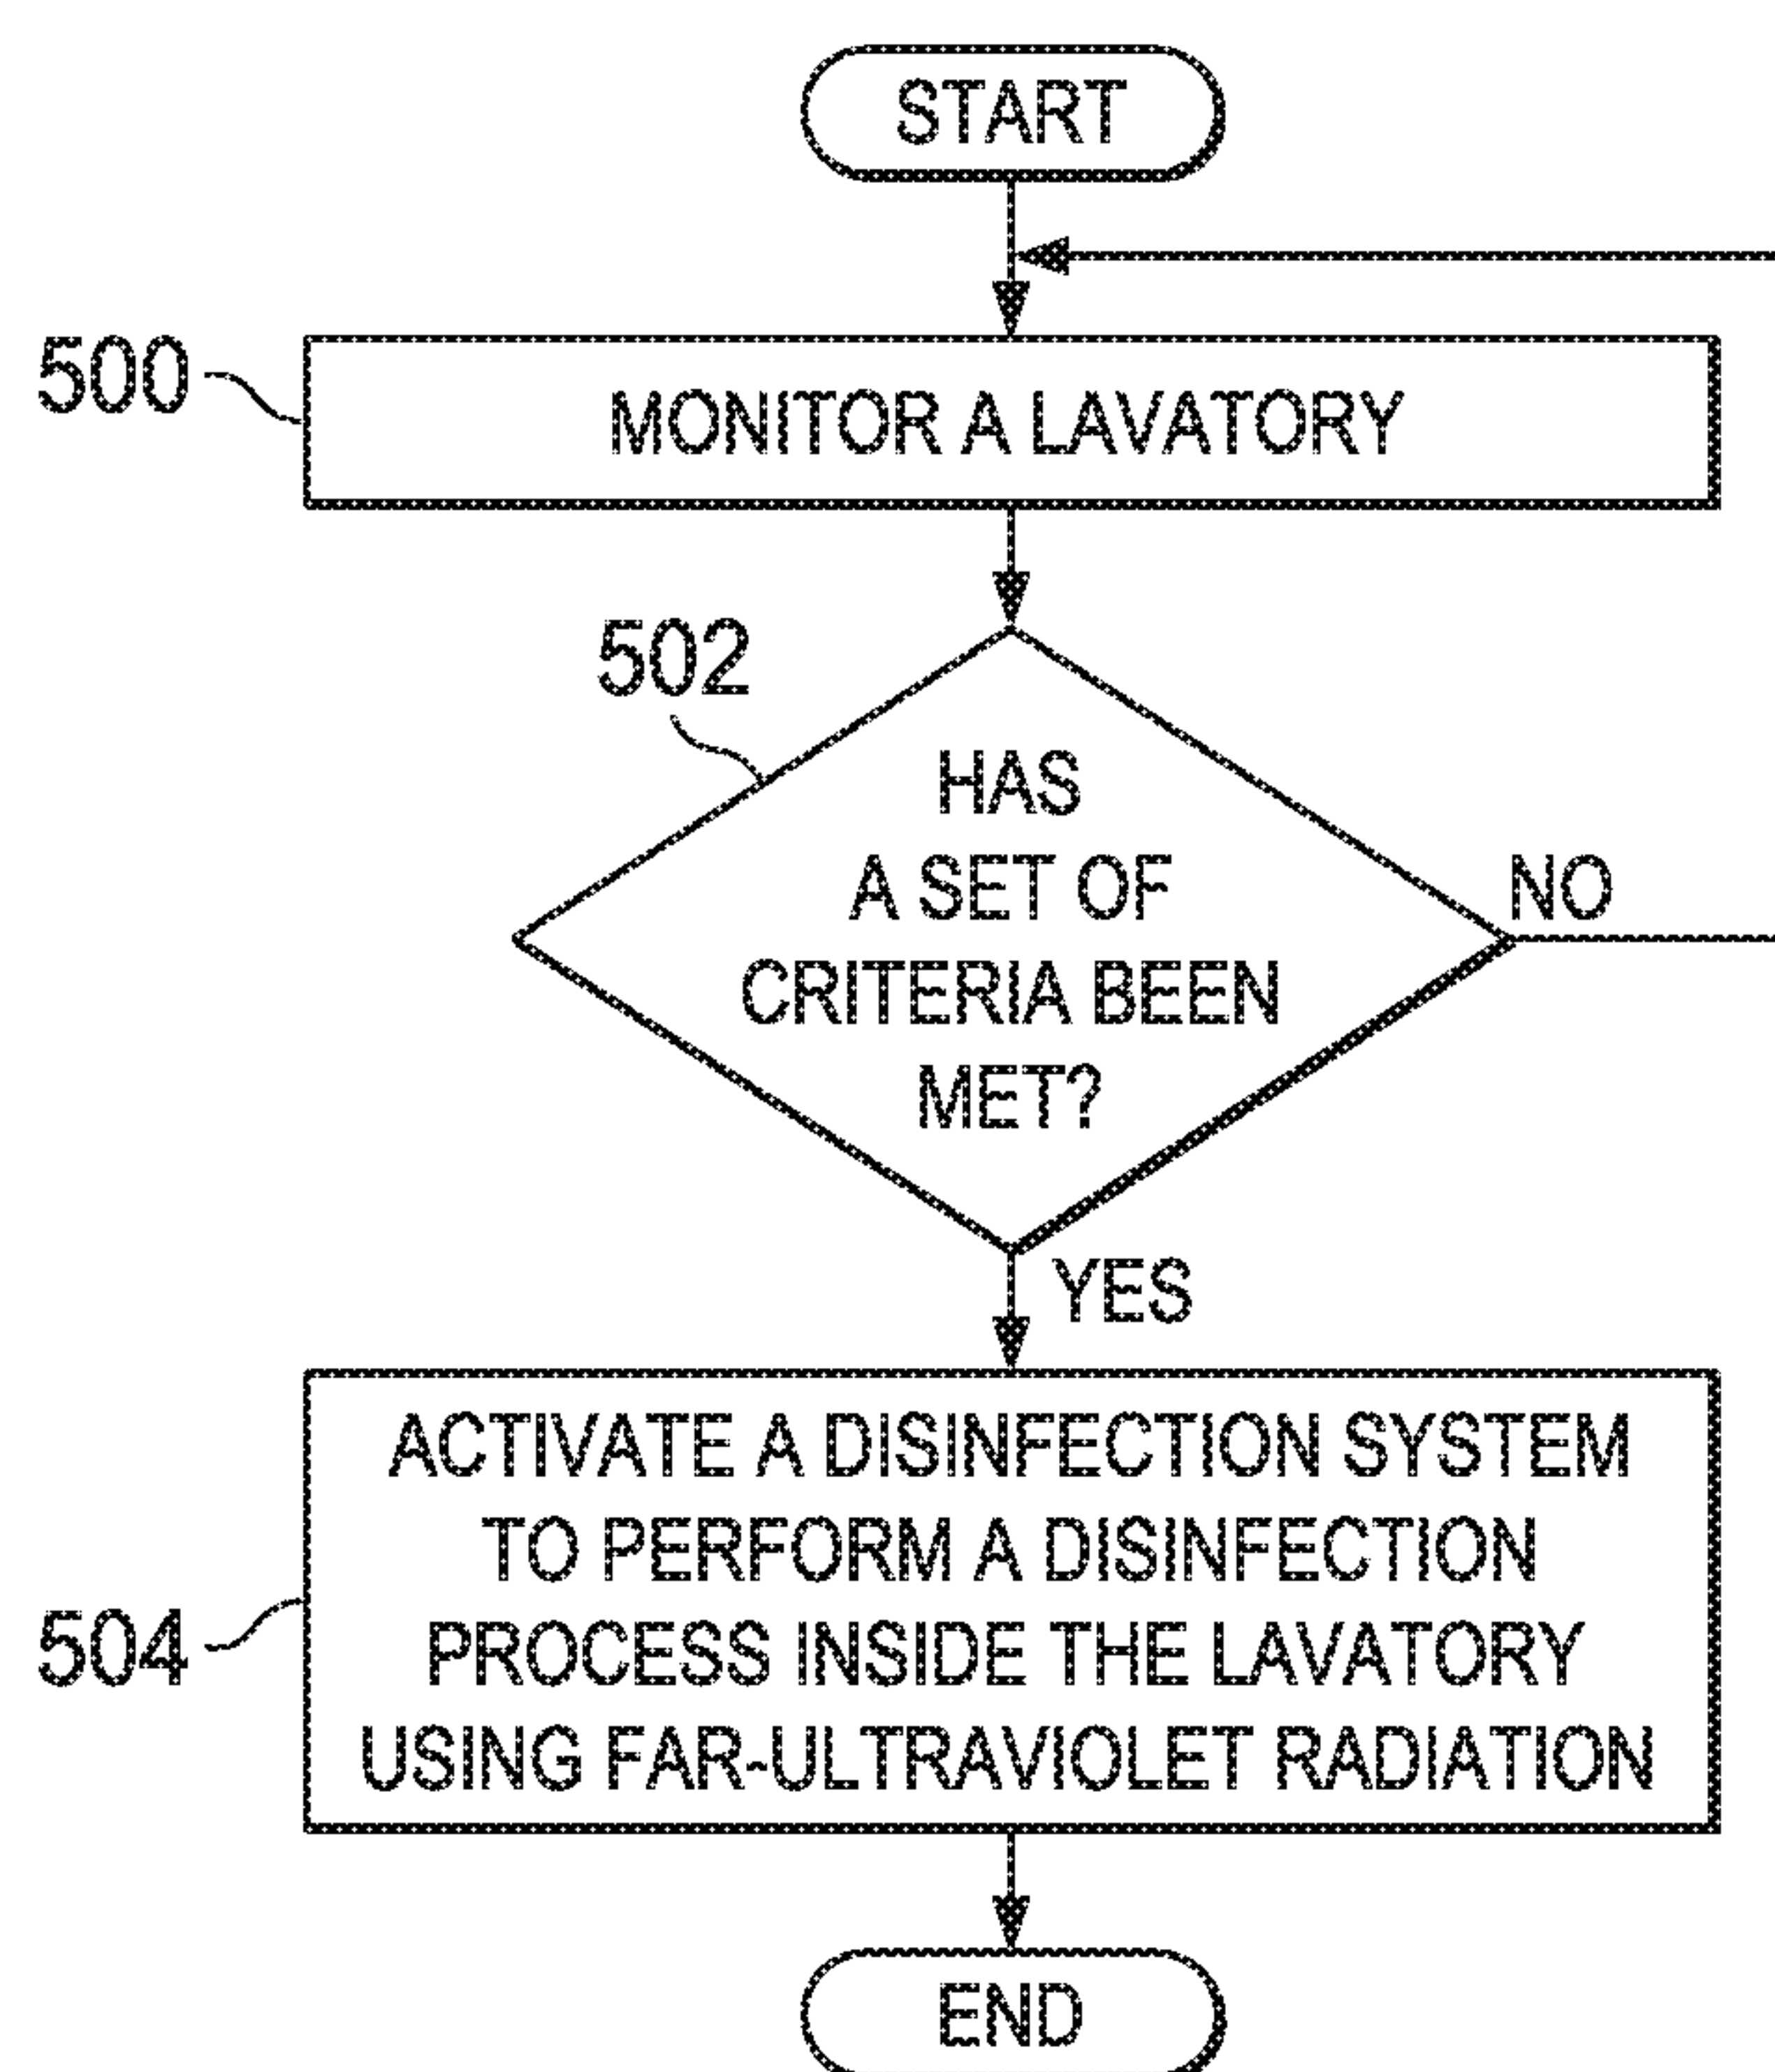 START
500
MONITOR A LAVATORY
502
HAS
A SET OF
CRITERIA BEEN
MET?
NO
YES
504
ACTIVATE A DISINFECTION SYSTEM
TO PERFORM A DISINFECTION
PROCESS INSIDE THE LAVATORY
USING FAR-ULTRAVIOLET RADIATION
END